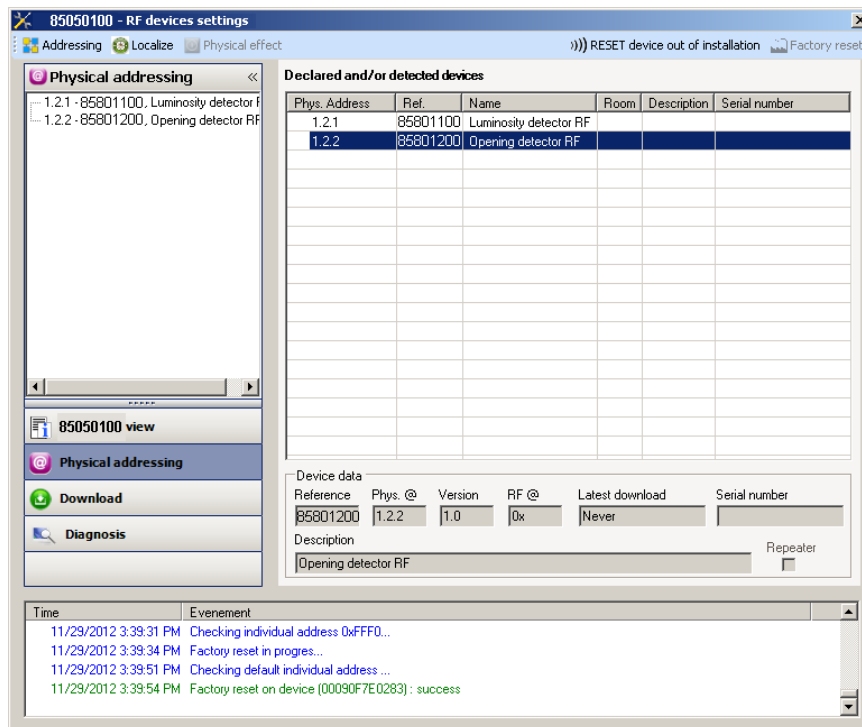 85050100 - RF devices settings
Addressing Localize Physical effect RESET device out of installation Factory reset
Physical addressing «
1.2.1 - 85801100, Luminosity detector
1.2.2 - 85801200, Opening detector RF
85050100 view
Physical addressing
Download
Diagnosis
Declared and/or detected devices
Phys. Address Ref. Name Room Description Serial number
1.2.1 85801100 Luminosity detector RF
1.2.2 85801200 Opening detector RF
Device data
Reference Phys. @ Version RF @ Latest download Serial number
85801200 1.2.2 1.0 0x Never
Description
Repeater
Opening detector RF
Time Evenement
11/29/2012 3:39:31 PM Checking individual address 0xFFF0...
11/29/2012 3:39:34 PM Factory reset in progres...
11/29/2012 3:39:51 PM Checking default individual address ...
11/29/2012 3:39:54 PM Factory reset on device (00090F7E0283) : success